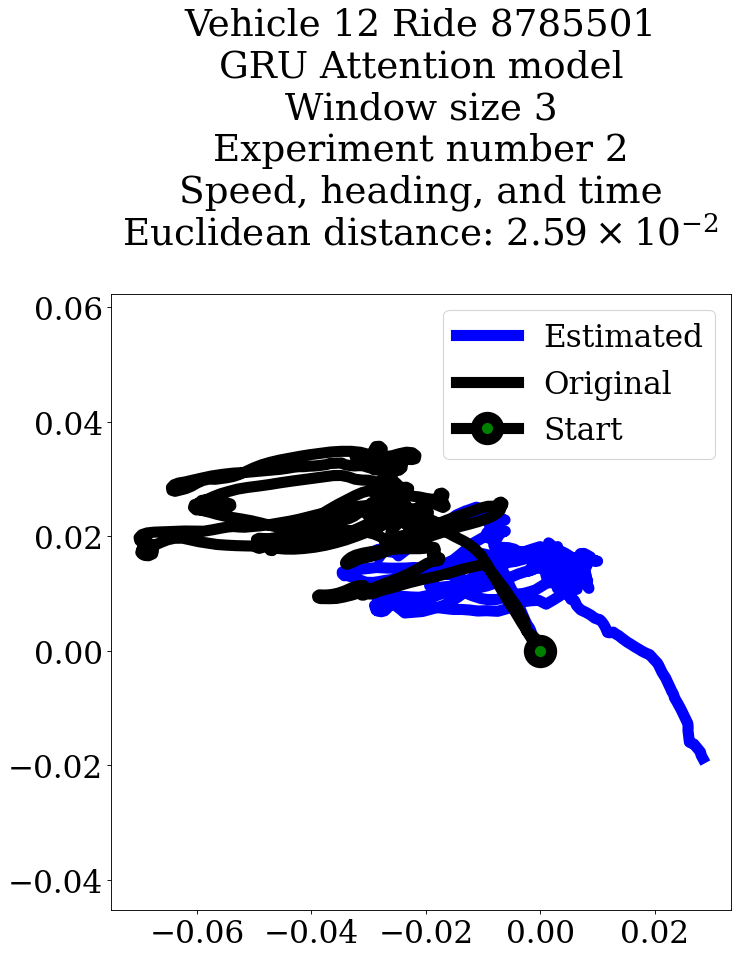 Vehicle 12 Ride 8785501
GRU Attention model
Window size 3
Experiment number 2
Speed, heading, and time
Euclidean distance: 2.59 × 10⁻²
Estimated
Original
Start
0.06
0.04
0.02
0.00
−0.02
−0.04
−0.06 −0.04 −0.02 0.00 0.02